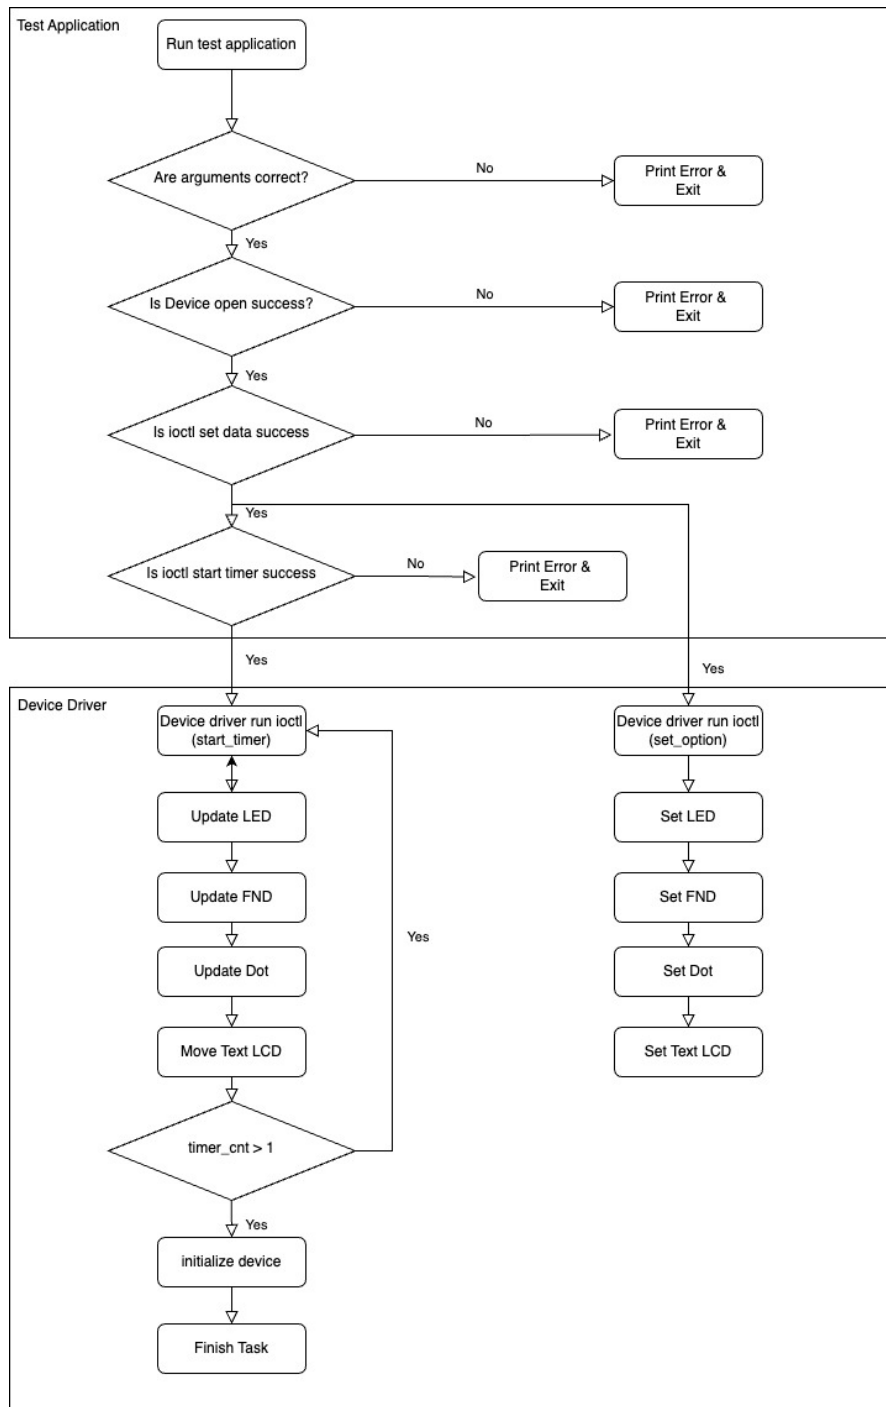 Test Application
Run test application
Are arguments correct?
No
Print Error &
Exit
Yes
Is Device open success?
No
Print Error &
Exit
Yes
Is ioctl set data success
No
Print Error &
Exit
Yes
Is ioctl start timer success
No
Print Error &
Exit
Yes
Yes
Device Driver
Device driver run ioctl
(start_timer)
Update LED
Update FND
Update Dot
Move Text LCD
timer_cnt > 1
Yes
Yes
initialize device
Finish Task
Device driver run ioctl
(set_option)
Set LED
Set FND
Set Dot
Set Text LCD